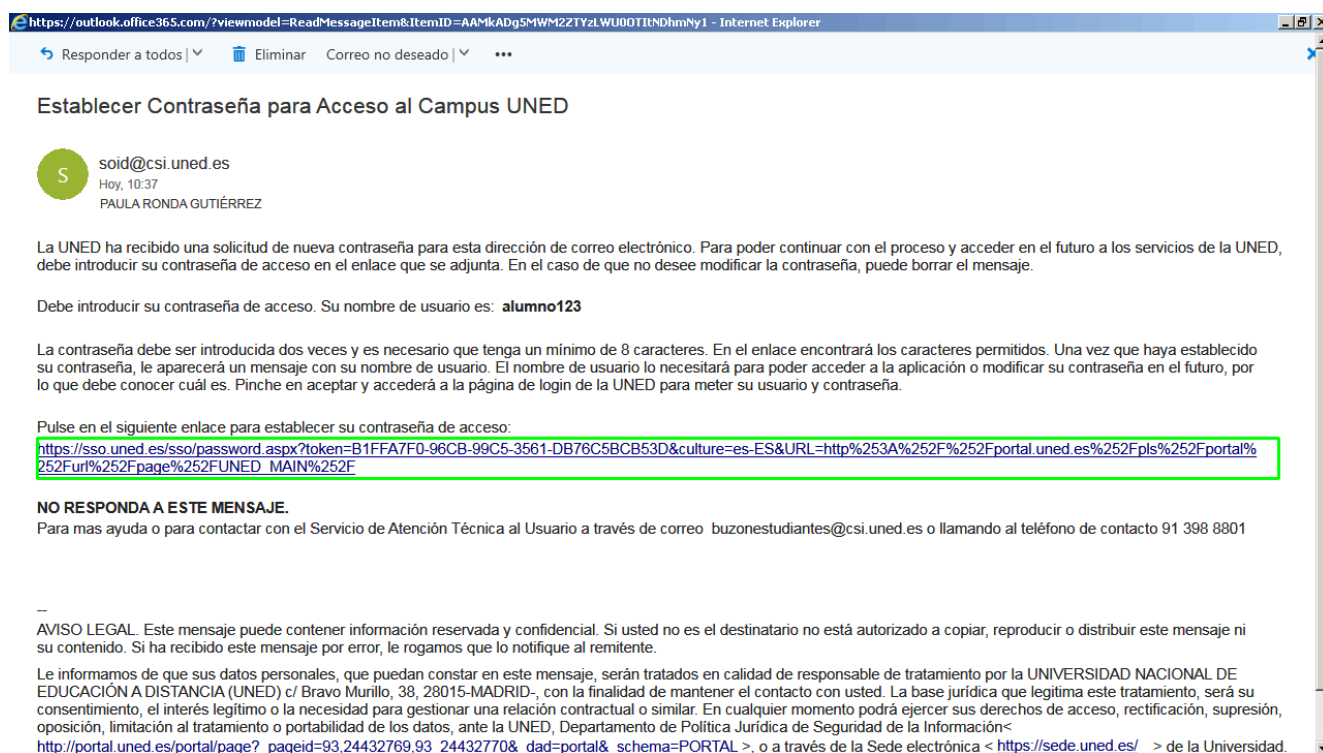 https://outlook.office365.com/?viewmodel=ReadMessageItem&ItemID=AAMkADg5MWM2ZTYzLWU0OTItNDhmNy1 - Internet Explorer
Responder a todos | Eliminar Correo no deseado | •••
Establecer Contraseña para Acceso al Campus UNED
S
soid@csi.uned.es
Hoy, 10:37
PAULA RONDA GUTIÉRREZ
La UNED ha recibido una solicitud de nueva contraseña para esta dirección de correo electrónico. Para poder continuar con el proceso y acceder en el futuro a los servicios de la UNED,
debe introducir su contraseña de acceso en el enlace que se adjunta. En el caso de que no desee modificar la contraseña, puede borrar el mensaje.
Debe introducir su contraseña de acceso. Su nombre de usuario es: alumno123
La contraseña debe ser introducida dos veces y es necesario que tenga un mínimo de 8 caracteres. En el enlace encontrará los caracteres permitidos. Una vez que haya establecido
su contraseña, le aparecerá un mensaje con su nombre de usuario. El nombre de usuario lo necesitará para poder acceder a la aplicación o modificar su contraseña en el futuro, por
lo que debe conocer cuál es. Pinche en aceptar y accederá a la página de login de la UNED para meter su usuario y contraseña.
Pulse en el siguiente enlace para establecer su contraseña de acceso:
https://sso.uned.es/sso/password.aspx?token=B1FFA7F0-96CB-99C5-3561-DB76C5BCB53D&culture=es-ES&URL=http%253A%252F%252Fportal.uned.es%252Fpls%252Fportal%
252Furl%252Fpage%252FUNED_MAIN%252F
NO RESPONDA A ESTE MENSAJE.
Para mas ayuda o para contactar con el Servicio de Atención Técnica al Usuario a través de correo buzonestudiantes@csi.uned.es o llamando al teléfono de contacto 91 398 8801
--
AVISO LEGAL. Este mensaje puede contener información reservada y confidencial. Si usted no es el destinatario no está autorizado a copiar, reproducir o distribuir este mensaje ni
su contenido. Si ha recibido este mensaje por error, le rogamos que lo notifique al remitente.
Le informamos de que sus datos personales, que puedan constar en este mensaje, serán tratados en calidad de responsable de tratamiento por la UNIVERSIDAD NACIONAL DE
EDUCACIÓN A DISTANCIA (UNED) c/ Bravo Murillo, 38, 28015-MADRID-, con la finalidad de mantener el contacto con usted. La base jurídica que legitima este tratamiento, será su
consentimiento, el interés legítimo o la necesidad para gestionar una relación contractual o similar. En cualquier momento podrá ejercer sus derechos de acceso, rectificación, supresión,
oposición, limitación al tratamiento o portabilidad de los datos, ante la UNED, Departamento de Política Jurídica de Seguridad de la Información<
http://portal.uned.es/portal/page?_pageid=93,24432769,93_24432770&_dad=portal&_schema=PORTAL >, o a través de la Sede electrónica < https://sede.uned.es/ > de la Universidad.